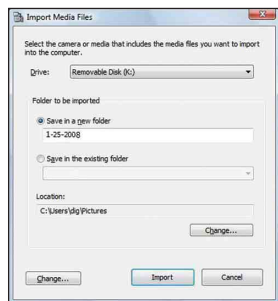 Import Media Files
Select the camera or media that includes the media files you want to import
into the computer.
Drive: Removable Disk (K:)
Folder to be imported
Save in a new folder
1-25-2008
Save in the existing folder
Location:
C:\Users\dig\Pictures
Change...
Change... Import Cancel